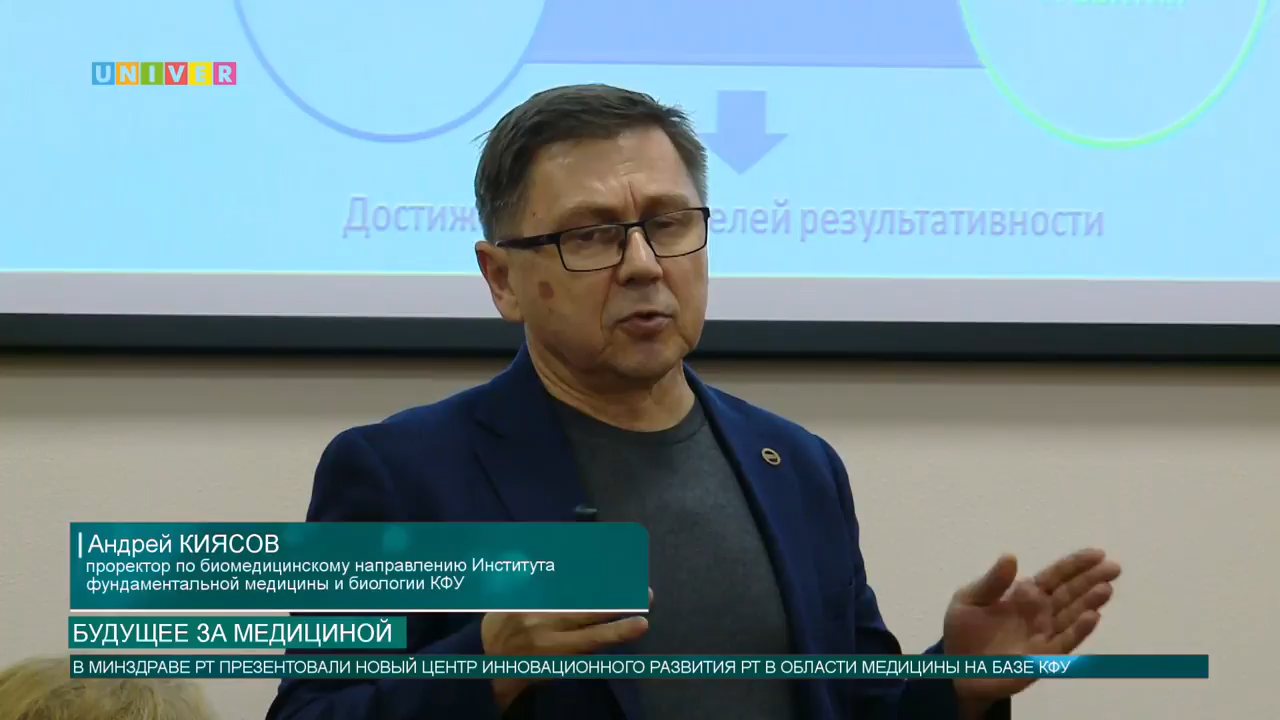 UNIVER
Достиж елей результативности
Андрей КИЯСОВ
проректор по биомедицинскому направлению Института
фундаментальной медицины и биологии КФУ
БУДУЩЕЕ ЗА МЕДИЦИНОЙ
В МИНЗДРАВЕ РТ ПРЕЗЕНТОВАЛИ НОВЫЙ ЦЕНТР ИННОВАЦИОННОГО РАЗВИТИЯ РТ В ОБЛАСТИ МЕДИЦИНЫ НА БАЗЕ КФУ